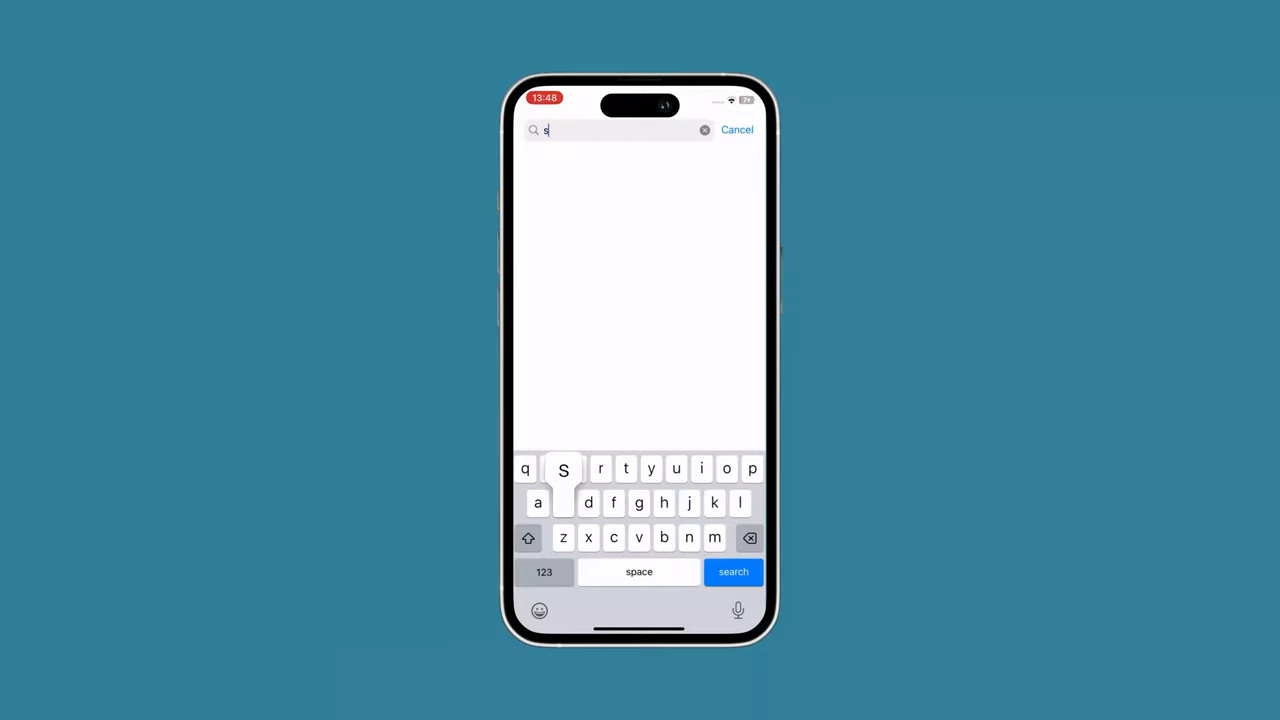 13:48
s
Cancel
q S r t y u i o p
a d f g h j k l
z x c v b n m
123 space search